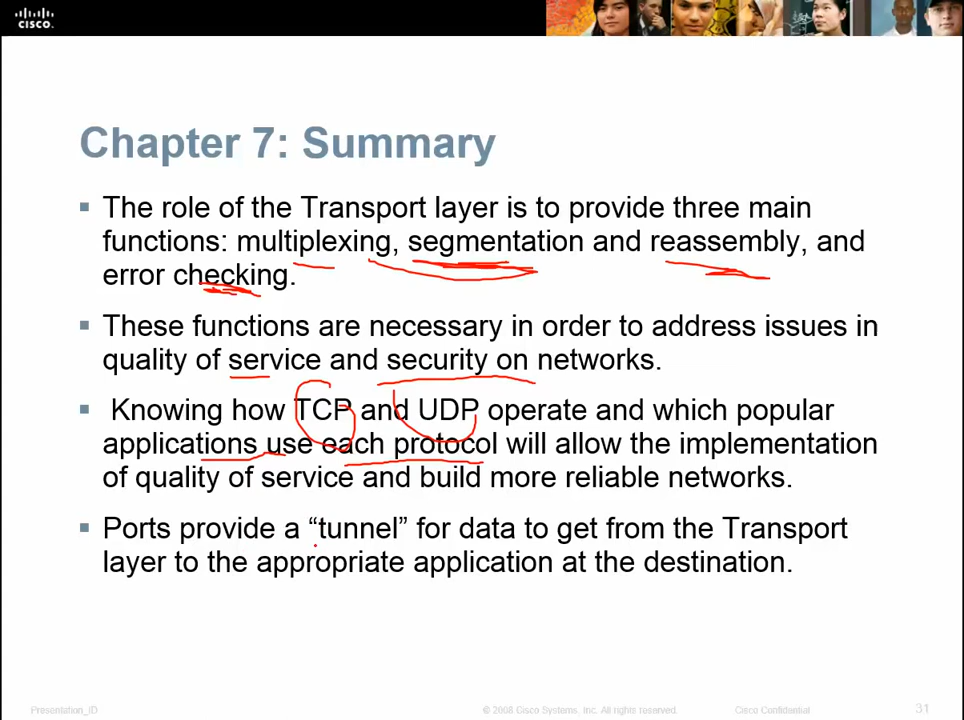 CISCO
Chapter 7: Summary
▪ The role of the Transport layer is to provide three main
functions: multiplexing, segmentation and reassembly, and
error checking.
▪ These functions are necessary in order to address issues in
quality of service and security on networks.
▪ Knowing how TCP and UDP operate and which popular
applications use each protocol will allow the implementation
of quality of service and build more reliable networks.
▪ Ports provide a “tunnel” for data to get from the Transport
layer to the appropriate application at the destination.
Presentation_ID © 2008 Cisco Systems, Inc. All rights reserved. Cisco Confidential 31